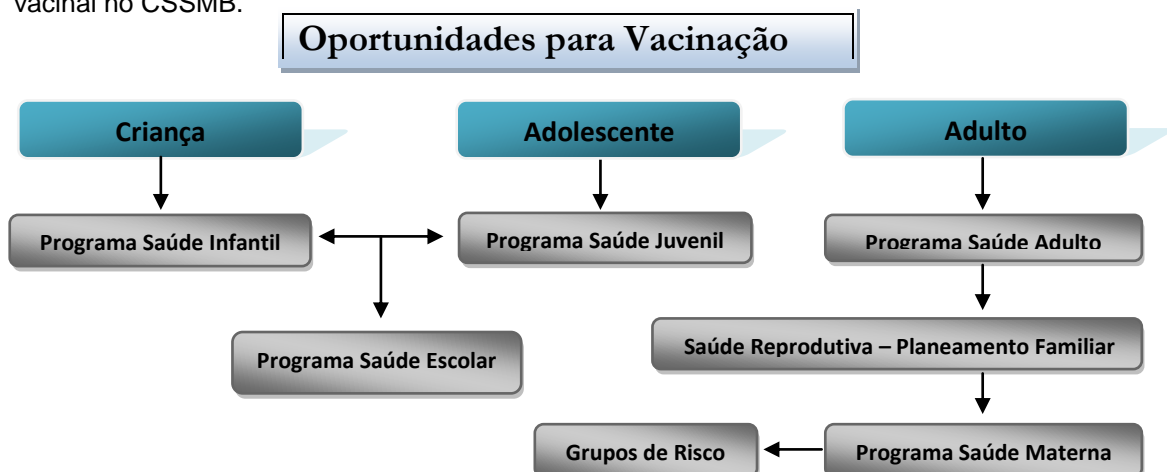 vacinal no CSSMB.
Oportunidades para Vacinação
Criança
Adolescente
Adulto
Programa Saúde Infantil
Programa Saúde Juvenil
Programa Saúde Adulto
Programa Saúde Escolar
Saúde Reprodutiva – Planeamento Familiar
Grupos de Risco
Programa Saúde Materna